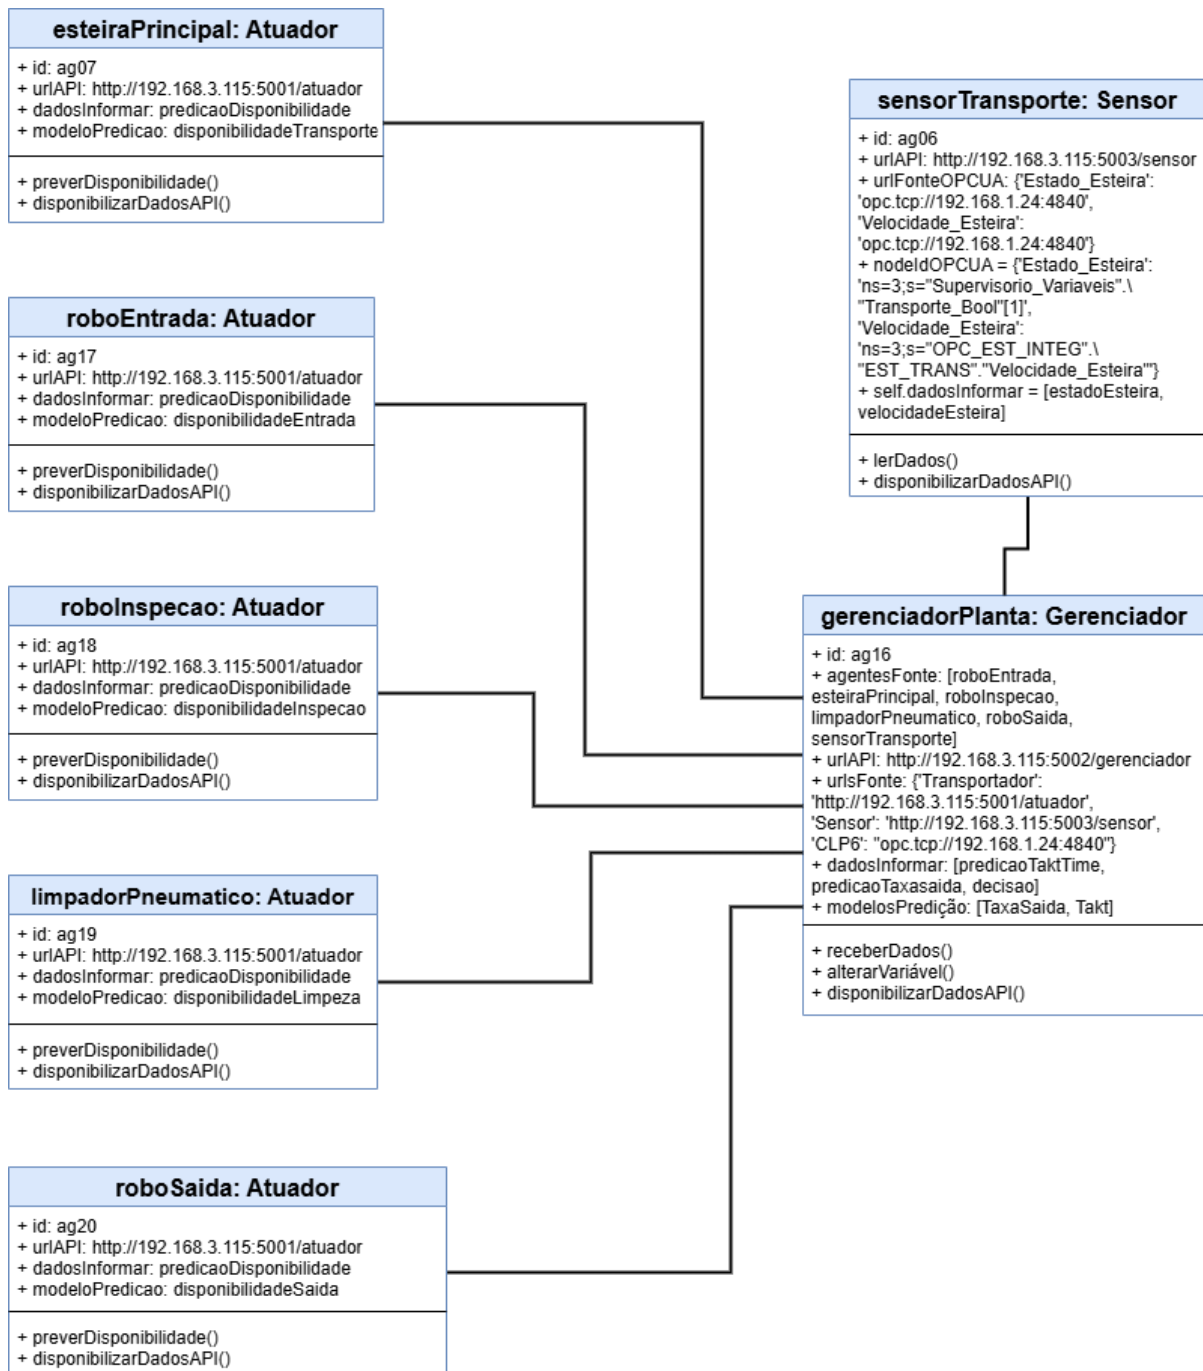 esteiraPrincipal: Atuador
+ id: ag07
+ urlAPI: http://192.168.3.115:5001/atuador
+ dadosInformar: predicaoDisponibilidade
+ modeloPredicao: disponibilidadeTransporte
+ preverDisponibilidade()
+ disponibilizarDadosAPI()
roboEntrada: Atuador
+ id: ag17
+ urlAPI: http://192.168.3.115:5001/atuador
+ dadosInformar: predicaoDisponibilidade
+ modeloPredicao: disponibilidadeEntrada
+ preverDisponibilidade()
+ disponibilizarDadosAPI()
roboInspecao: Atuador
+ id: ag18
+ urlAPI: http://192.168.3.115:5001/atuador
+ dadosInformar: predicaoDisponibilidade
+ modeloPredicao: disponibilidadeInspecao
+ preverDisponibilidade()
+ disponibilizarDadosAPI()
limpadorPneumatico: Atuador
+ id: ag19
+ urlAPI: http://192.168.3.115:5001/atuador
+ dadosInformar: predicaoDisponibilidade
+ modeloPredicao: disponibilidadeLimpeza
+ preverDisponibilidade()
+ disponibilizarDadosAPI()
roboSaida: Atuador
+ id: ag20
+ urlAPI: http://192.168.3.115:5001/atuador
+ dadosInformar: predicaoDisponibilidade
+ modeloPredicao: disponibilidadeSaida
+ preverDisponibilidade()
+ disponibilizarDadosAPI()
sensorTransporte: Sensor
+ id: ag06
+ urlAPI: http://192.168.3.115:5003/sensor
+ urlFonteOPCUA: {'Estado_Esteira':
'opc.tcp://192.168.1.24:4840',
'Velocidade_Esteira':
'opc.tcp://192.168.1.24:4840'}
+ nodeIdOPCUA = {'Estado_Esteira':
'ns=3;s="Supervisorio_Variaveis".\
"Transporte_Bool"[1]',
'Velocidade_Esteira':
'ns=3;s="OPC_EST_INTEG".\
"EST_TRANS"."Velocidade_Esteira"'}
+ self.dadosInformar = [estadoEsteira,
velocidadeEsteira]
+ lerDados()
+ disponibilizarDadosAPI()
gerenciadorPlanta: Gerenciador
+ id: ag16
+ agentesFonte: [roboEntrada,
esteiraPrincipal, roboInspecao,
limpadorPneumatico, roboSaida,
sensorTransporte]
+ urlAPI: http://192.168.3.115:5002/gerenciador
+ urlsFonte: {'Transportador':
'http://192.168.3.115:5001/atuador',
'Sensor': 'http://192.168.3.115:5003/sensor',
'CLP6': "opc.tcp://192.168.1.24:4840"}
+ dadosInformar: [predicaoTaktTime,
predicaoTaxasaida, decisao]
+ modelosPredição: [TaxaSaida, Takt]
+ receberDados()
+ alterarVariável()
+ disponibilizarDadosAPI()